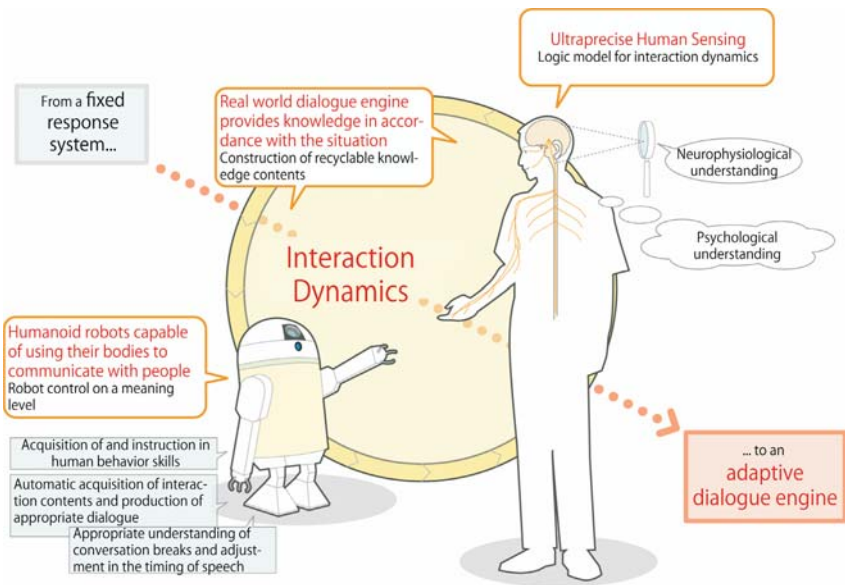 Ultraprecise Human Sensing
Logic model for interaction dynamics
From a fixed
response
system...
Real world dialogue engine
provides knowledge in accor-
dance with the situation
Construction of recyclable knowl-
edge contents
Neurophysiological
understanding
Psychological
understanding
Interaction
Dynamics
Humanoid robots capable
of using their bodies to
communicate with people
Robot control on a meaning
level
Acquisition of and instruction in
human behavior skills
Automatic acquisition of interac-
tion contents and production of
appropriate dialogue
Appropriate understanding of
conversation breaks and adjust-
ment in the timing of speech
... to an
adaptive
dialogue engine